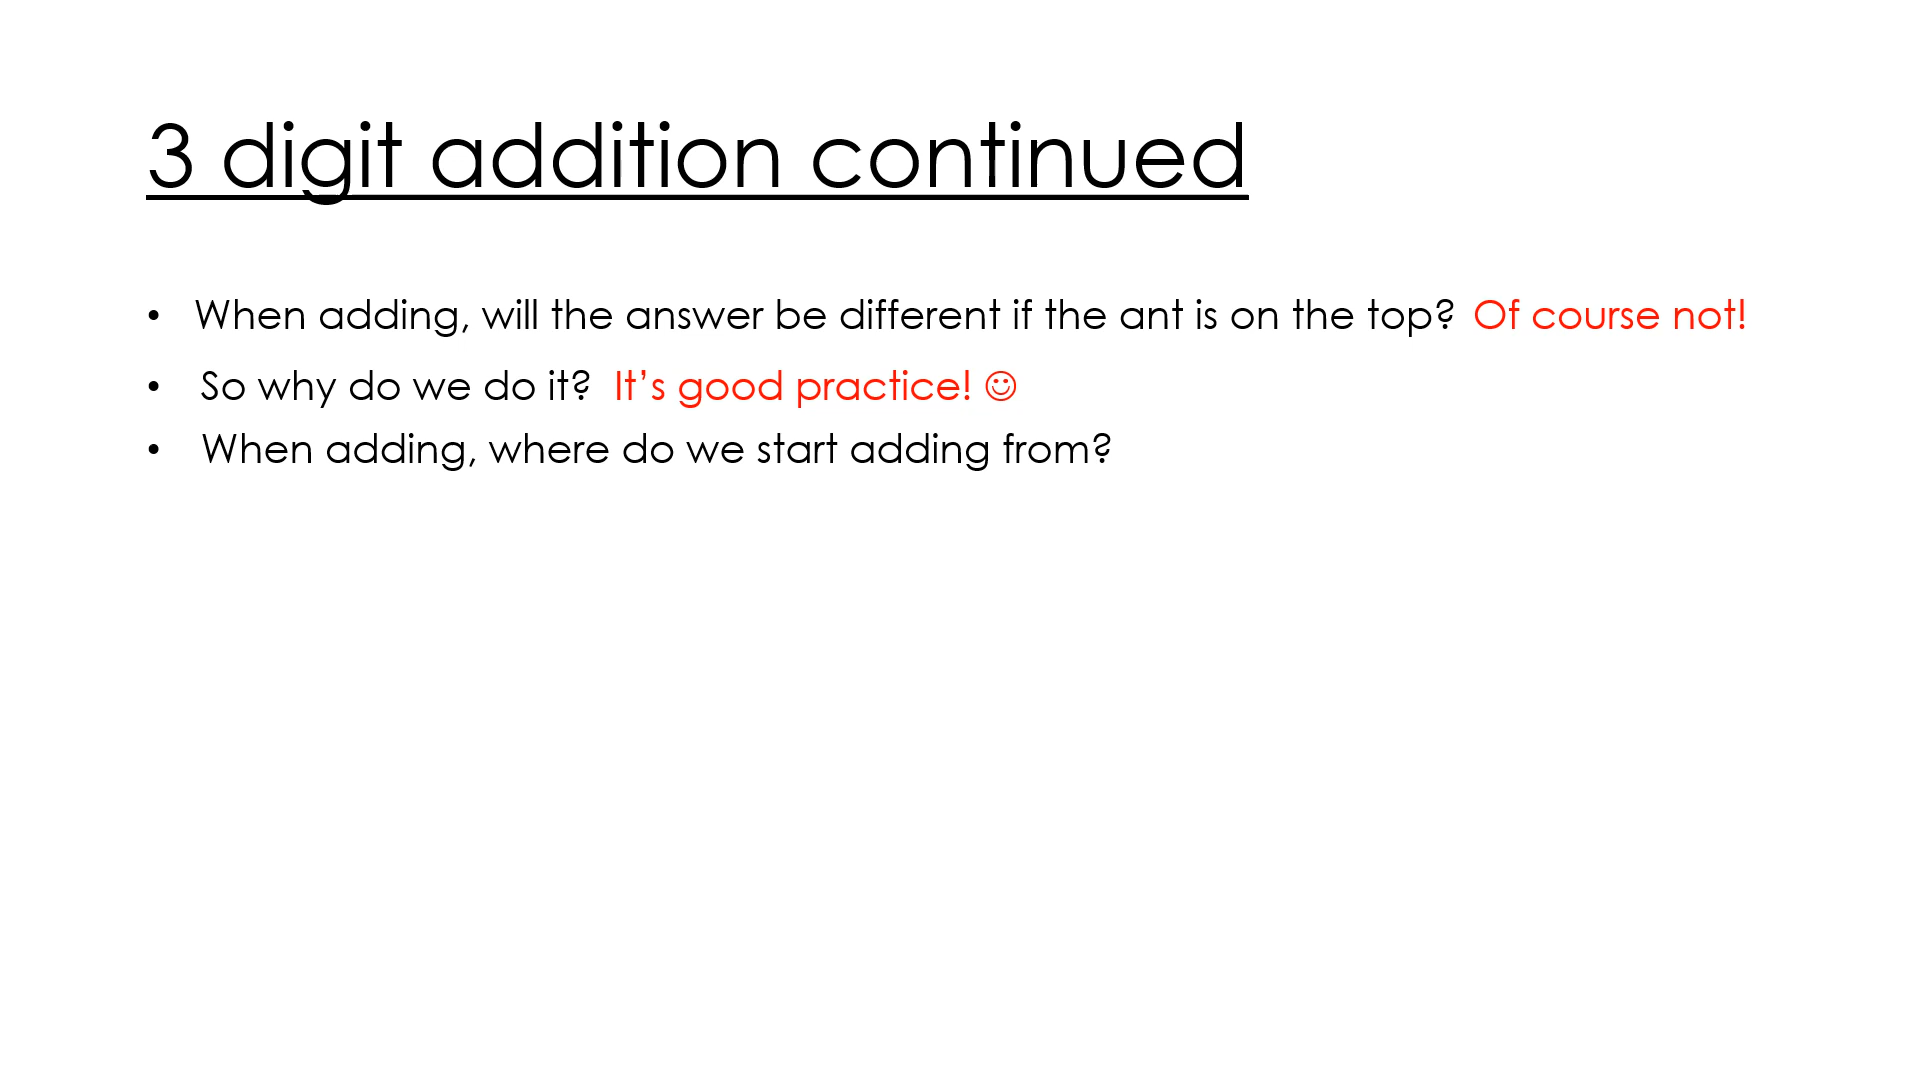 3 digit addition continued
• When adding, will the answer be different if the ant is on the top? Of course not!
• So why do we do it? It’s good practice! ☺
• When adding, where do we start adding from?